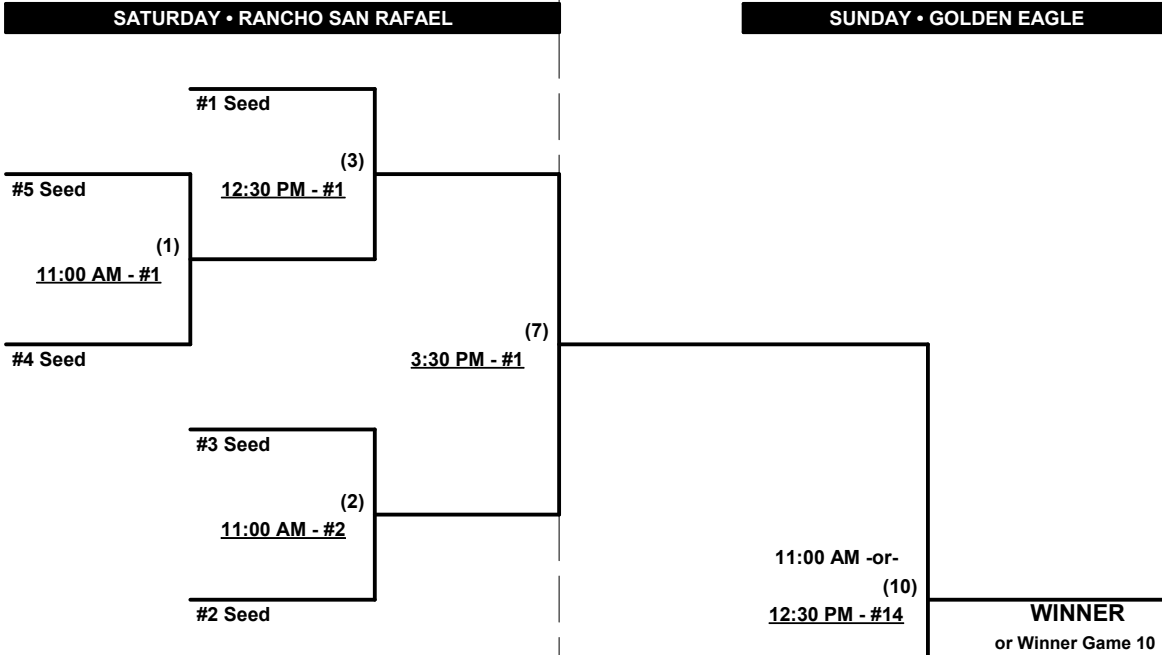 SATURDAY • RANCHO SAN RAFAEL
SUNDAY • GOLDEN EAGLE
#1 Seed
(3)
#5 Seed
12:30 PM - #1
(1)
11:00 AM - #1
(7)
#4 Seed
3:30 PM - #1
#3 Seed
(2)
11:00 AM - #2
11:00 AM -or-
(10)
#2 Seed
12:30 PM - #14
WINNER
or Winner Game 10